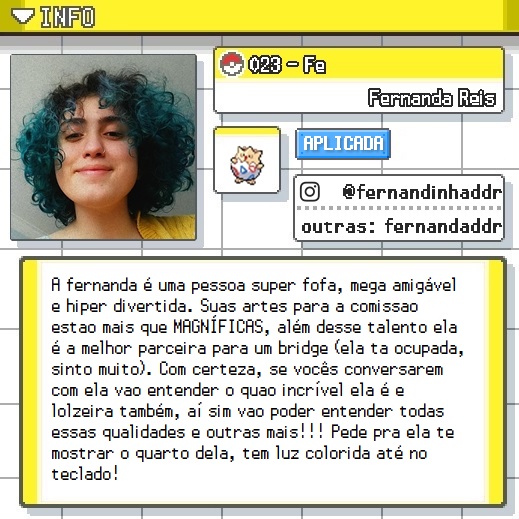 INFO
023 - Fe
Fernanda Reis
APLICADA
@fernandinhaddr
outras: fernandaddr
A fernanda é uma pessoa super fofa, mega amigável
e hiper divertida. Suas artes para a comissao
estao mais que MAGNÍFICAS, além desse talento ela
é a melhor parceira para um bridge (ela ta ocupada,
sinto muito). Com certeza, se vocês conversarem
com ela vao entender o quao incrível ela é e
lolzeira também, aí sim vao poder entender todas
essas qualidades e outras mais!!! Pede pra ela te
mostrar o quarto dela, tem luz colorida até no
teclado!